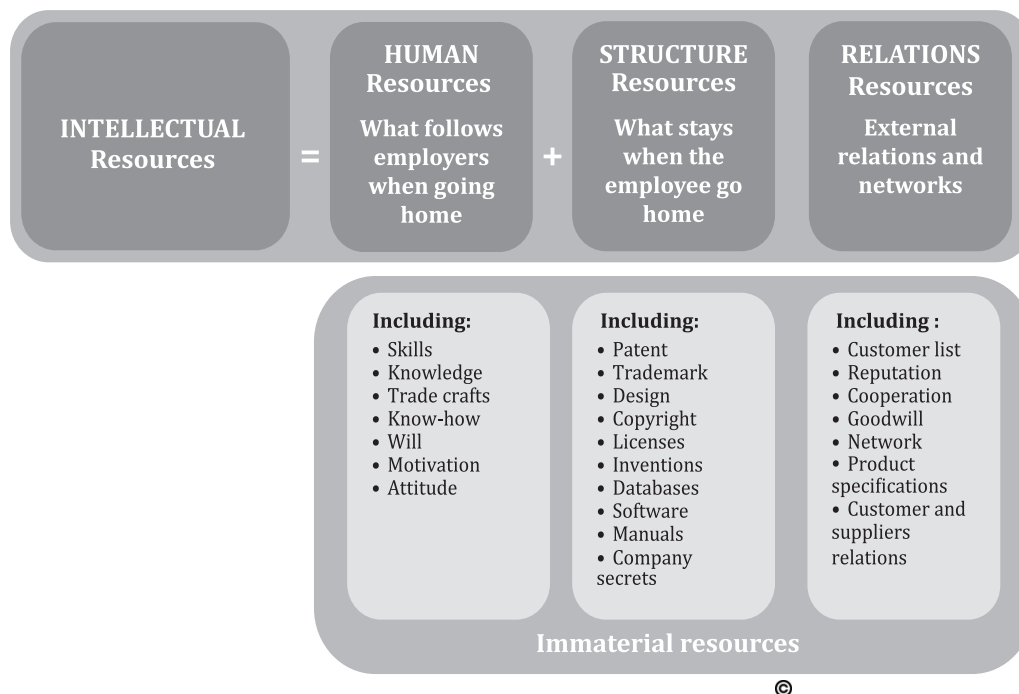 INTELLECTUAL
Resources
=
HUMAN
Resources
What follows
employers
when going
home
+
STRUCTURE
Resources
What stays
when the
employee go
home
RELATIONS
Resources
External
relations and
networks
Including:
• Skills
• Knowledge
• Trade crafts
• Know-how
• Will
• Motivation
• Attitude
Including:
• Patent
• Trademark
• Design
• Copyright
• Licenses
• Inventions
• Databases
• Software
• Manuals
• Company
secrets
Including :
• Customer list
• Reputation
• Cooperation
• Goodwill
• Network
• Product
specifications
• Customer and
suppliers
relations
Immaterial resources
©